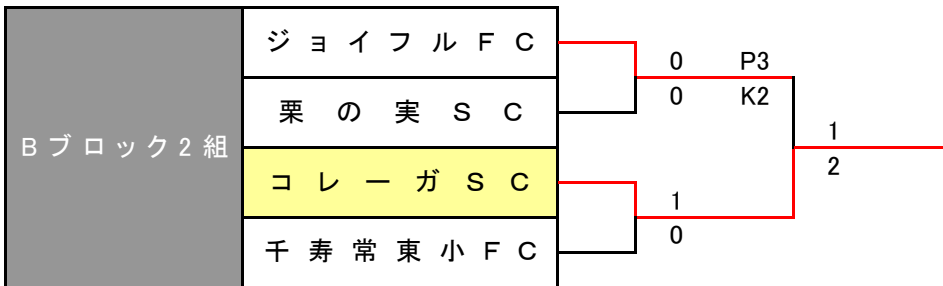 Bブロック2組
ジョイフルFC
栗の実SC
コレーガSC
千寿常東小FC
0 P3
0 K2
1
0
1
2